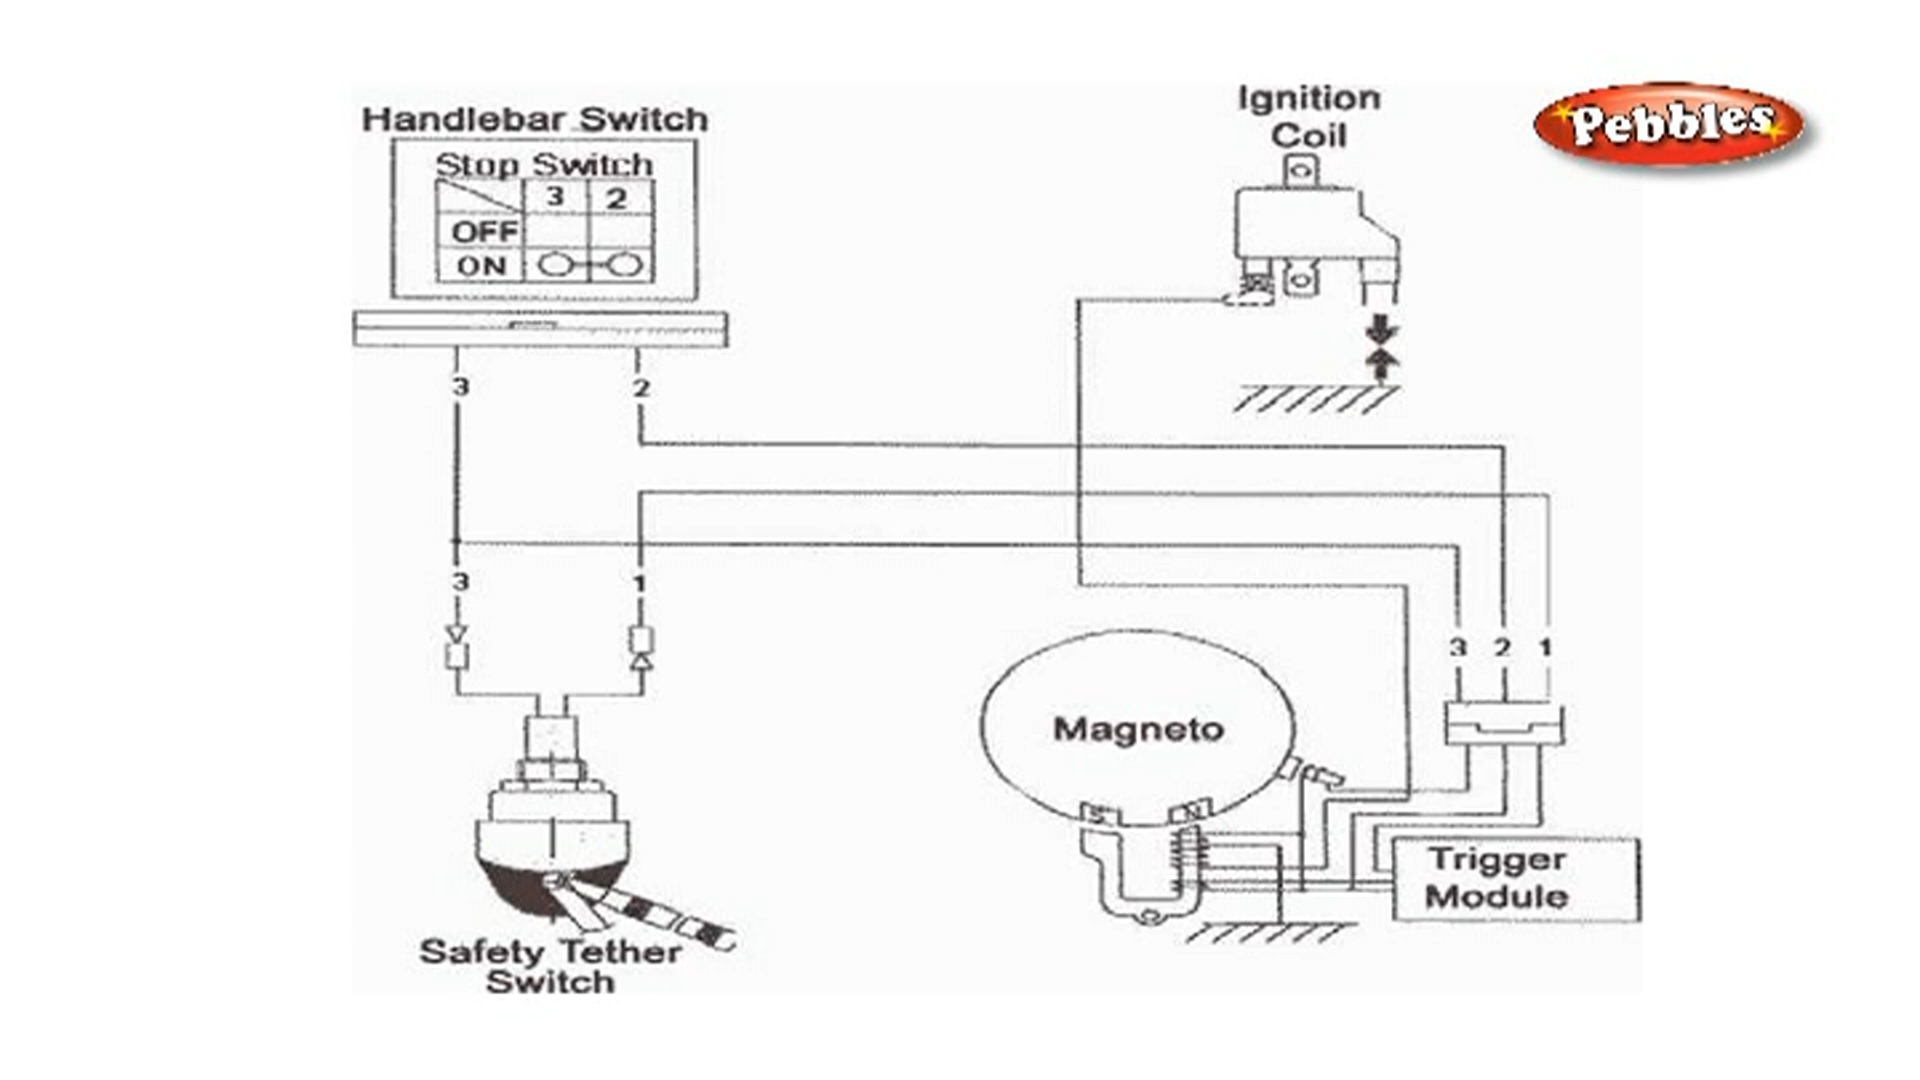 Handlebar Switch
Stop Switch
3 2
OFF
ON
3 2
3 1
Safety Tether
Switch
Ignition
Coil
Pebbles
Magneto
3 2 1
Trigger
Module